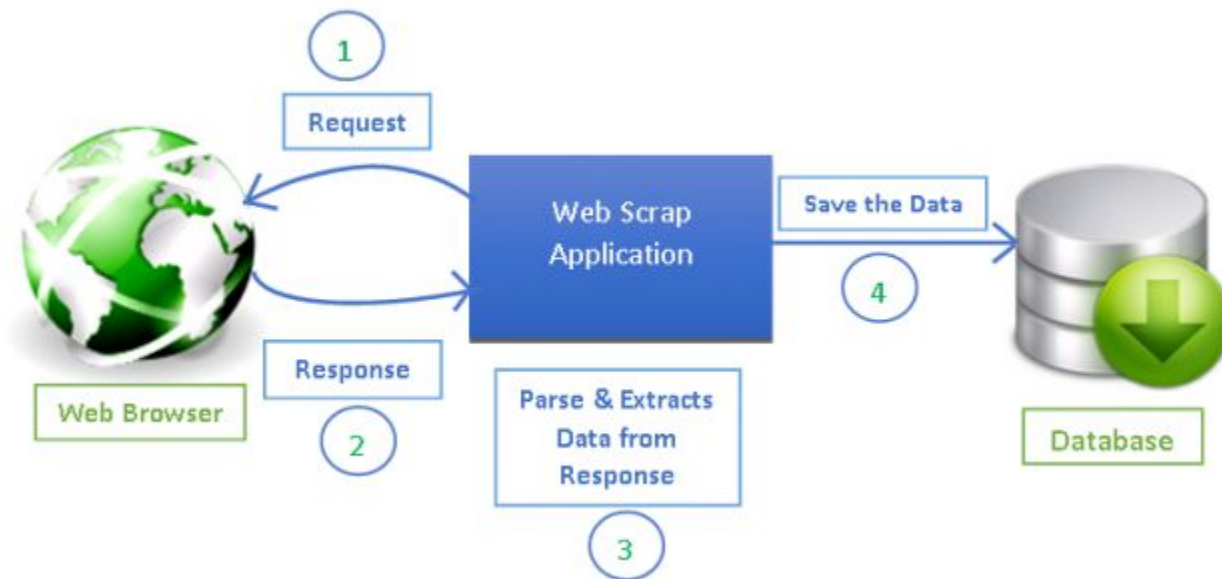 1
Request
Web Scrap
Application
Save the Data
4
Response
2
Web Browser
Parse & Extracts
Data from
Response
3
Database